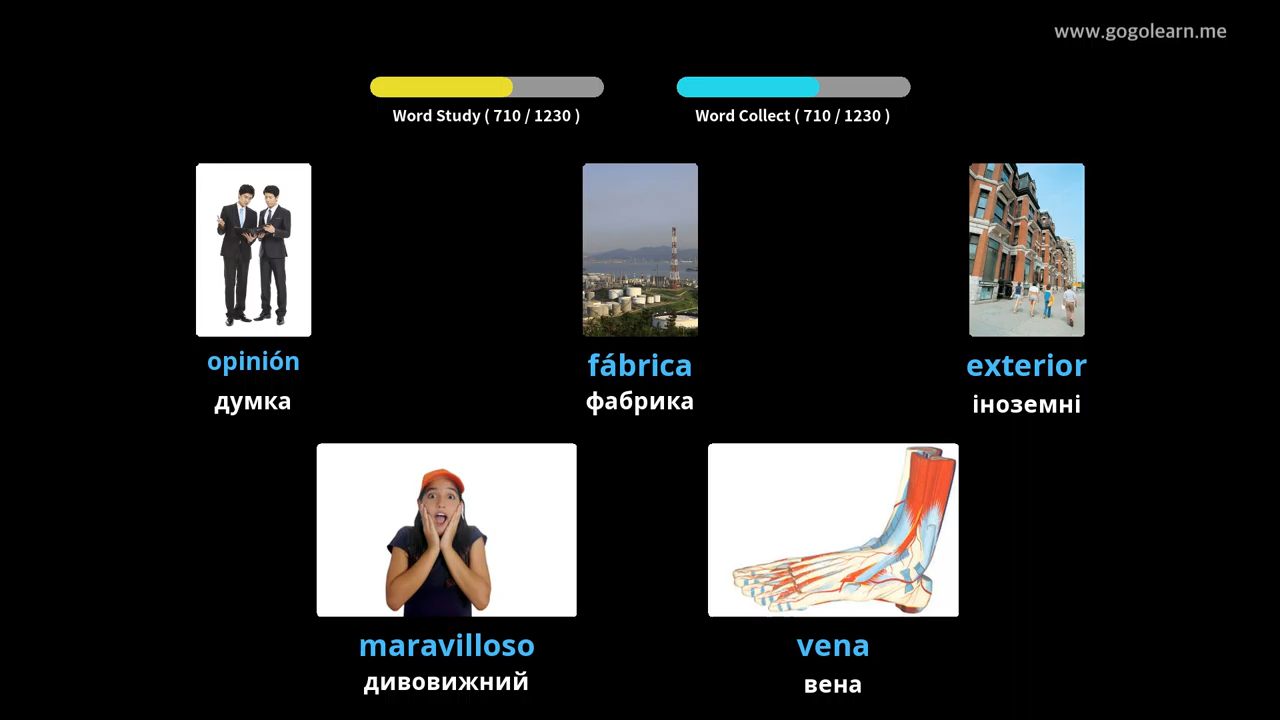 www.gogolearn.me
Word Study ( 710 / 1230 )
Word Collect ( 710 / 1230 )
opinión
думка
fábrica
фабрика
exterior
іноземні
maravilloso
дивовижний
vena
вена